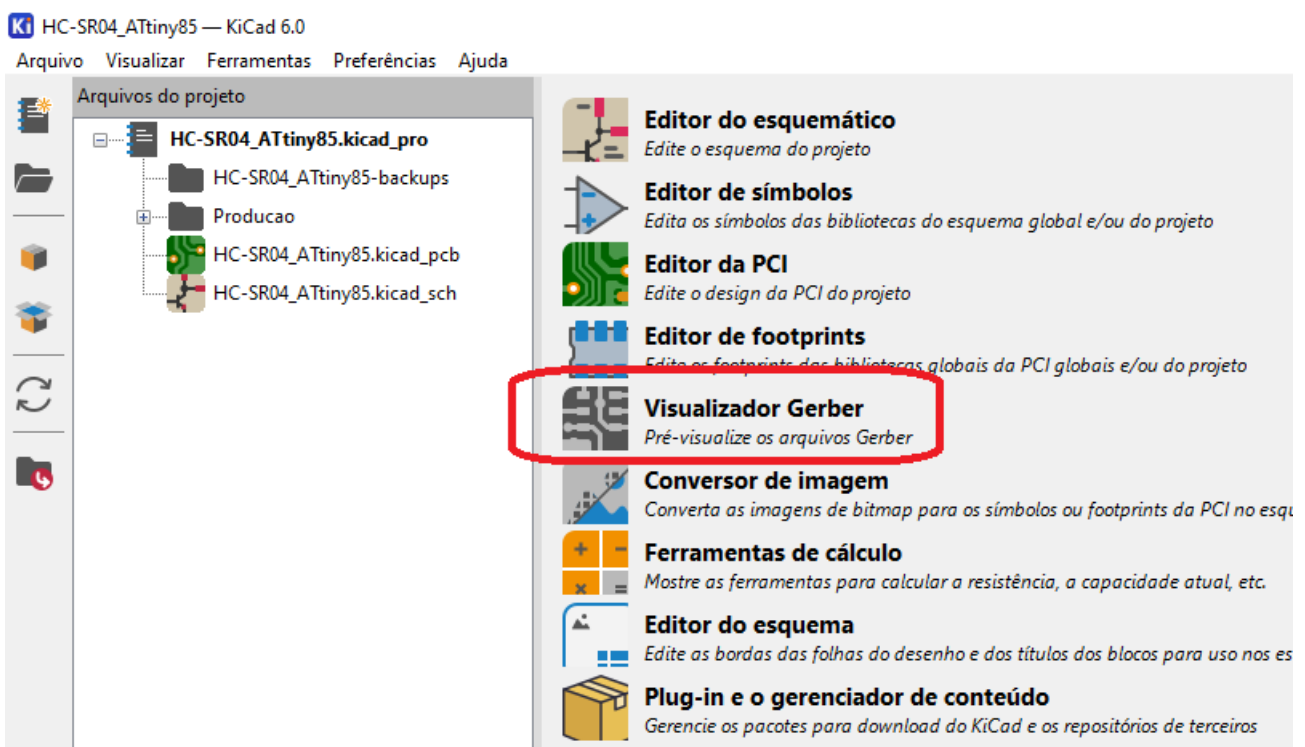 HC-SR04_ATtiny85 — KiCad 6.0
Arquivo Visualizar Ferramentas Preferências Ajuda
Arquivos do projeto
HC-SR04_ATtiny85.kicad_pro
HC-SR04_ATtiny85-backups
Producao
HC-SR04_ATtiny85.kicad_pcb
HC-SR04_ATtiny85.kicad_sch
Editor do esquemático
Edite o esquema do projeto
Editor de símbolos
Edita os símbolos das bibliotecas do esquema global e/ou do projeto
Editor da PCI
Edite o design da PCI do projeto
Editor de footprints
Edite os footprints das bibliotecas globais da PCI globais e/ou do projeto
Visualizador Gerber
Pré-visualize os arquivos Gerber
Conversor de imagem
Converta as imagens de bitmap para os símbolos ou footprints da PCI no esqu
Ferramentas de cálculo
Mostre as ferramentas para calcular a resistência, a capacidade atual, etc.
Editor do esquema
Edite as bordas das folhas do desenho e dos títulos dos blocos para uso nos es
Plug-in e o gerenciador de conteúdo
Gerencie os pacotes para download do KiCad e os repositórios de terceiros